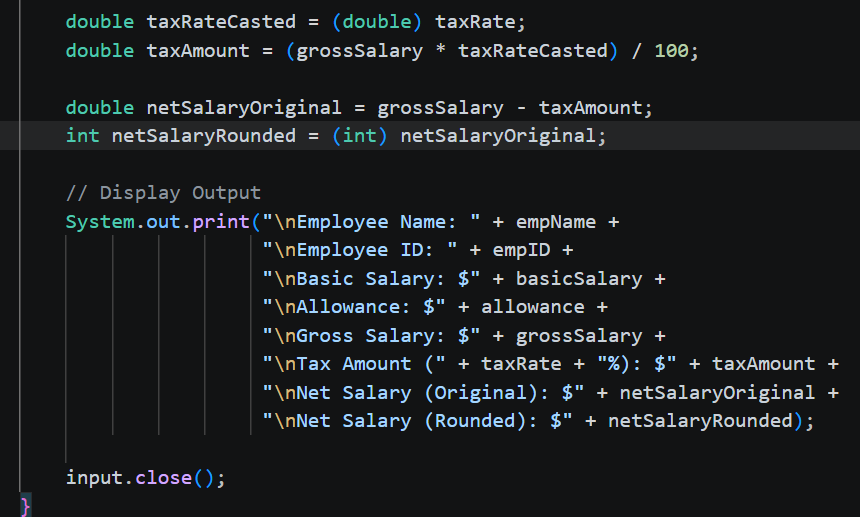 double taxRateCasted = (double) taxRate;
double taxAmount = (grossSalary * taxRateCasted) / 100;
double netSalaryOriginal = grossSalary - taxAmount;
int netSalaryRounded = (int) netSalaryOriginal;
// Display Output
System.out.print("\nEmployee Name: " + empName +
"\nEmployee ID: " + empID +
"\nBasic Salary: $" + basicSalary +
"\nAllowance: $" + allowance +
"\nGross Salary: $" + grossSalary +
"\nTax Amount (" + taxRate + "%): $" + taxAmount +
"\nNet Salary (Original): $" + netSalaryOriginal +
"\nNet Salary (Rounded): $" + netSalaryRounded);
input.close();
}